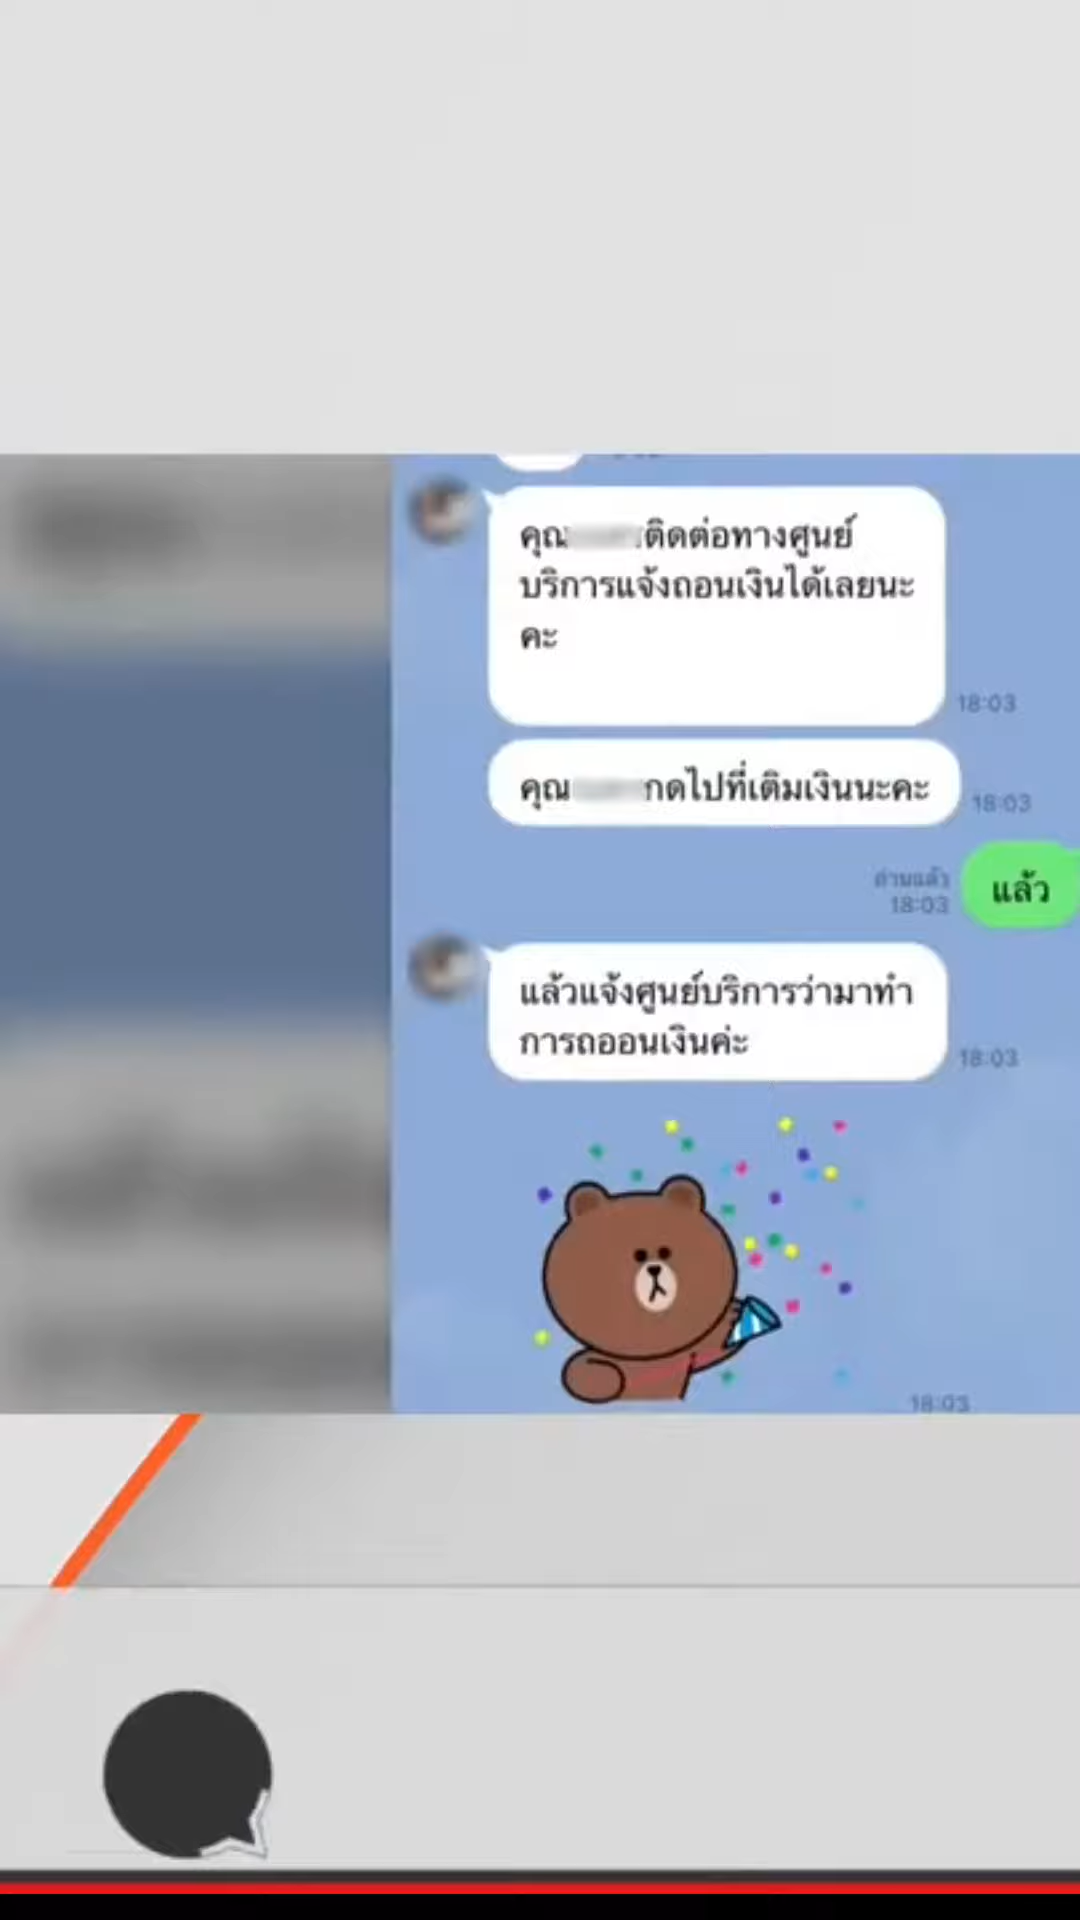 คุณ ติดต่อทางศูนย์
บริการแจ้งถอนเงินได้เลยนะ
คะ
18:03
คุณ กดไปที่เติมเงินนะคะ
18:03
อ่านแล้ว
18:03
แล้ว
แล้วแจ้งศูนย์บริการว่ามาทำ
การถออนเงินค่ะ
18:03
18:03